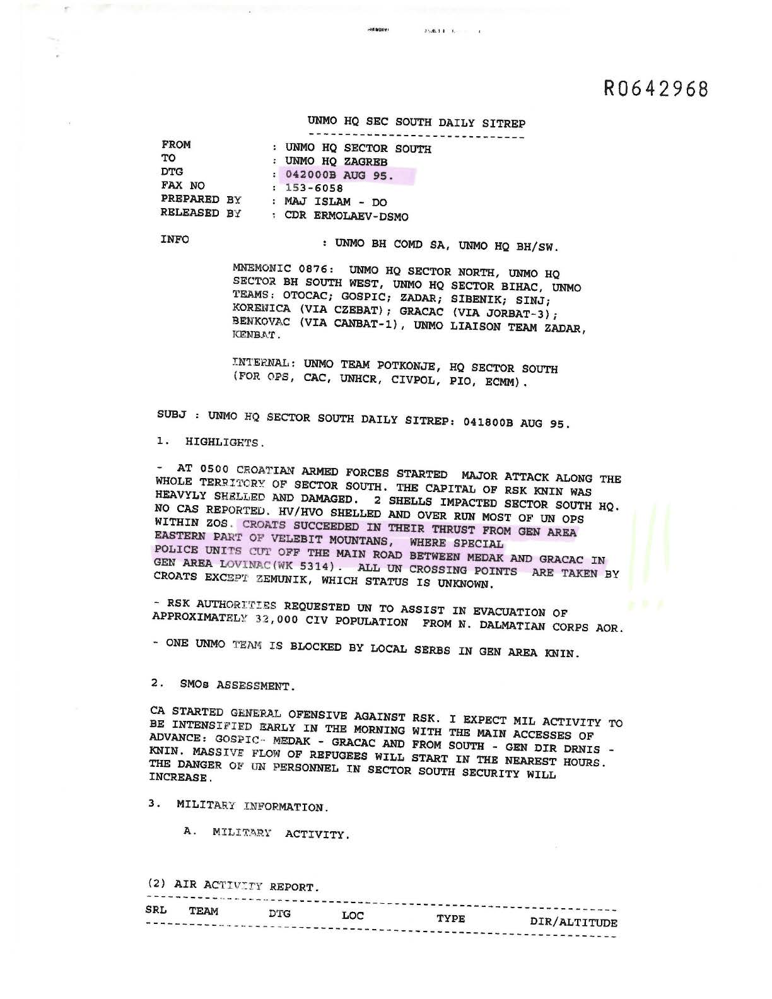 R0642968
UNMO HQ SEC SOUTH DAILY SITREP
------------------------------
FROM : UNMO HQ SECTOR SOUTH
TO : UNMO HQ ZAGREB
DTG : 042000B AUG 95.
FAX NO : 153-6058
PREPARED BY : MAJ ISLAM - DO
RELEASED BY : CDR ERMOLAEV-DSMO
INFO : UNMO BH COMD SA, UNMO HQ BH/SW.
MNEMONIC 0876: UNMO HQ SECTOR NORTH, UNMO HQ
SECTOR BH SOUTH WEST, UNMO HQ SECTOR BIHAC, UNMO
TEAMS: OTOCAC; GOSPIC; ZADAR; SIBENIK; SINJ;
KORENICA (VIA CZEBAT); GRACAC (VIA JORBAT-3);
BENKOVAC (VIA CANBAT-1), UNMO LIAISON TEAM ZADAR,
KENBAT.
INTERNAL: UNMO TEAM POTKONJE, HQ SECTOR SOUTH
(FOR OPS, CAC, UNHCR, CIVPOL, PIO, ECMM).
SUBJ : UNMO HQ SECTOR SOUTH DAILY SITREP: 041800B AUG 95.
1. HIGHLIGHTS.
- AT 0500 CROATIAN ARMED FORCES STARTED MAJOR ATTACK ALONG THE
WHOLE TERRITORY OF SECTOR SOUTH. THE CAPITAL OF RSK KNIN WAS
HEAVYLY SHELLED AND DAMAGED. 2 SHELLS IMPACTED SECTOR SOUTH HQ.
NO CAS REPORTED. HV/HVO SHELLED AND OVER RUN MOST OF UN OPS
WITHIN ZOS. CROATS SUCCEEDED IN THEIR THRUST FROM GEN AREA
EASTERN PART OF VELEBIT MOUNTANS, WHERE SPECIAL
POLICE UNITS CUT OFF THE MAIN ROAD BETWEEN MEDAK AND GRACAC IN
GEN AREA LOVINAC(WK 5314). ALL UN CROSSING POINTS ARE TAKEN BY
CROATS EXCEPT ZEMUNIK, WHICH STATUS IS UNKNOWN.
- RSK AUTHORITIES REQUESTED UN TO ASSIST IN EVACUATION OF
APPROXIMATELY 32,000 CIV POPULATION FROM N. DALMATIAN CORPS AOR.
- ONE UNMO TEAM IS BLOCKED BY LOCAL SERBS IN GEN AREA KNIN.
2. SMOs ASSESSMENT.
CA STARTED GENERAL OFENSIVE AGAINST RSK. I EXPECT MIL ACTIVITY TO
BE INTENSIFIED EARLY IN THE MORNING WITH THE MAIN ACCESSES OF
ADVANCE: GOSPIC- MEDAK - GRACAC AND FROM SOUTH - GEN DIR DRNIS -
KNIN. MASSIVE FLOW OF REFUGEES WILL START IN THE NEAREST HOURS.
THE DANGER OF UN PERSONNEL IN SECTOR SOUTH SECURITY WILL
INCREASE.
3. MILITARY INFORMATION.
A. MILITARY ACTIVITY.
(2) AIR ACTIVITY REPORT.
SRL TEAM DTG LOC TYPE DIR/ALTITUDE